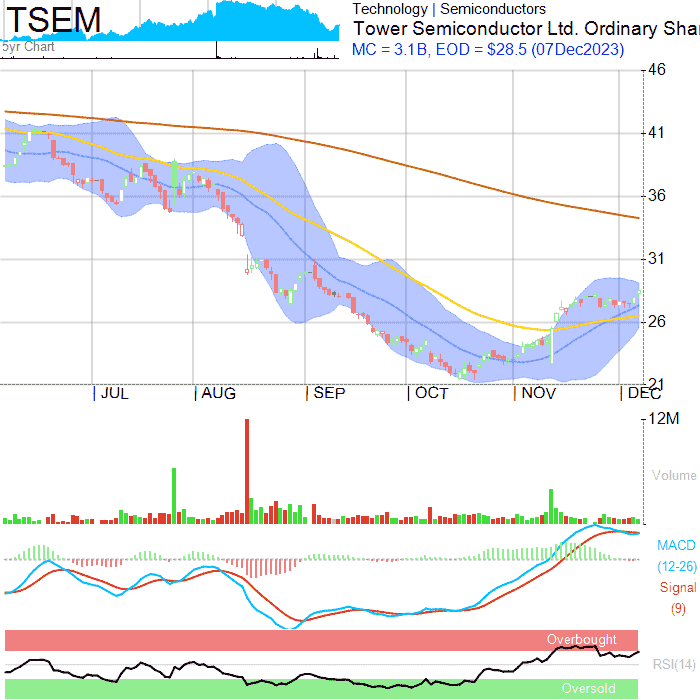 TSEM
5yr Chart
Technology | Semiconductors
Tower Semiconductor Ltd. Ordinary Shar
MC = 3.1B, EOD = $28.5 (07Dec2023)
46
41
36
31
26
21
JUL AUG SEP OCT NOV DEC
12M
Volume
MACD
(12-26)
Signal
(9)
Overbought
RSI(14)
Oversold